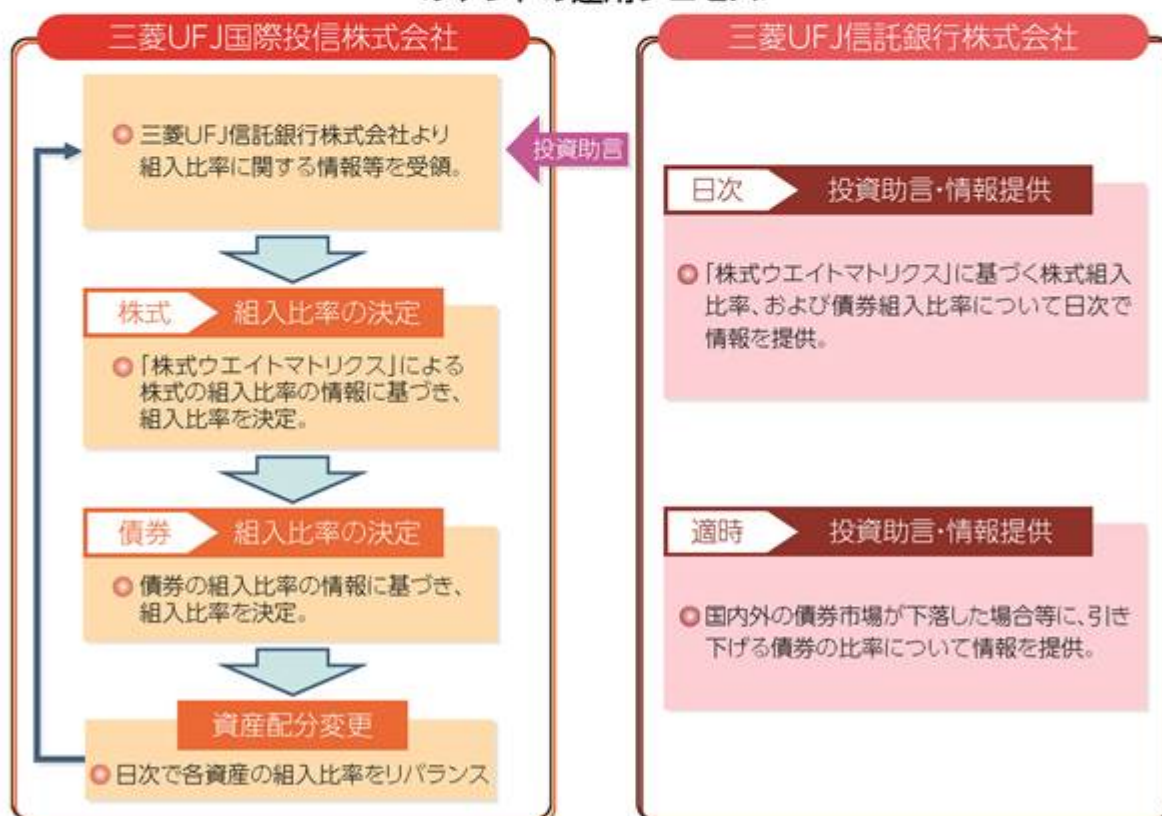 三菱UFJ国際投信株式会社
◎ 三菱UFJ信託銀行株式会社より
組入比率に関する情報等を受領。
株式 組入比率の決定
◎「株式ウエイトマトリクス」による
株式の組入比率の情報に基づき、
組入比率を決定。
債券 組入比率の決定
◎ 債券の組入比率の情報に基づき、
組入比率を決定。
資産配分変更
◎日次で各資産の組入比率をリバランス
投資助言
三菱UFJ信託銀行株式会社
日次 投資助言・情報提供
◎「株式ウエイトマトリクス」に基づく株式組入
比率、および債券組入比率について日次で
情報を提供。
適時 投資助言・情報提供
◎国内外の債券市場が下落した場合等に、引き
下げる債券の比率について情報を提供。